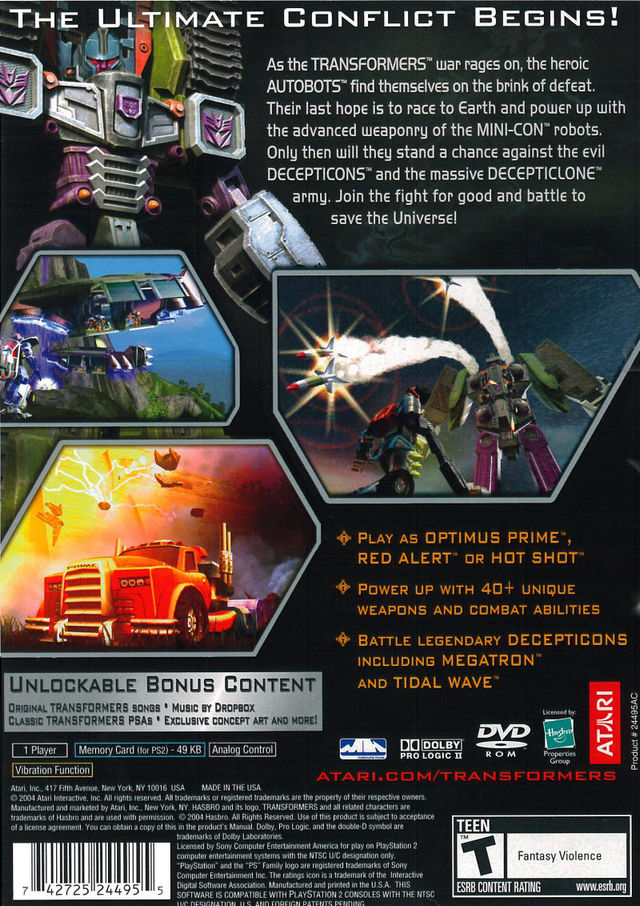 THE ULTIMATE CONFLICT BEGINS!
As the TRANSFORMERS™ war rages on, the heroic
AUTOBOTS™ find themselves on the brink of defeat.
Their last hope is to race to Earth and power up with
the advanced weaponry of the MINI-CON™ robots.
Only then will they stand a chance against the evil
DECEPTICONS™ and the massive DECEPTICLONE™
army. Join the fight for good and battle to
save the Universe!
PRIME
PLAY AS OPTIMUS PRIME™,
RED ALERT™ OR HOT SHOT™
POWER UP WITH 40+ UNIQUE
WEAPONS AND COMBAT ABILITIES
BATTLE LEGENDARY DECEPTICONS
INCLUDING MEGATRON™
AND TIDAL WAVE™
UNLOCKABLE BONUS CONTENT
ORIGINAL TRANSFORMERS SONGS * MUSIC BY DROPBOX
CLASSIC TRANSFORMERS PSAS * EXCLUSIVE CONCEPT ART AND MORE!
1 Player
Memory Card (for PS2) - 49 KB
Analog Control
Vibration Function
DOLBY
PRO LOGIC II
DVD
ROM
Licensed by:
Hasbro
Properties
Group
ATARI
Product # 24495AC
ATARI.COM/TRANSFORMERS
Atari, Inc., 417 Fifth Avenue, New York, NY 10016 USA MADE IN THE USA.
© 2004 Atari Interactive, Inc. All rights reserved. All trademarks or registered trademarks are the property of their respective owners.
Manufactured and marketed by Atari, Inc., New York, NY. HASBRO and its logo, TRANSFORMERS and all related characters are
trademarks of Hasbro and are used with permission. © 2004 Hasbro. All Rights Reserved. Use of this product is subject to acceptance
of a license agreement. You can obtain a copy of this in the product's Manual. Dolby, Pro Logic, and the double-D symbol are
trademarks of Dolby Laboratories.
Licensed by Sony Computer Entertainment America for play on PlayStation 2
computer entertainment systems with the NTSC U/C designation only.
"PlayStation" and the "PS" Family logo are registered trademarks of Sony
Computer Entertainment Inc. The ratings icon is a trademark of the Interactive
Digital Software Association. Manufactured and printed in the U.S.A. THIS
SOFTWARE IS COMPATIBLE WITH PLAYSTATION 2 CONSOLES WITH THE NTSC
U/C DESIGNATION. U.S. AND FOREIGN PATENTS PENDING.
7 42725 24495 5
TEEN
T
Fantasy Violence
ESRB CONTENT RATING www.esrb.org